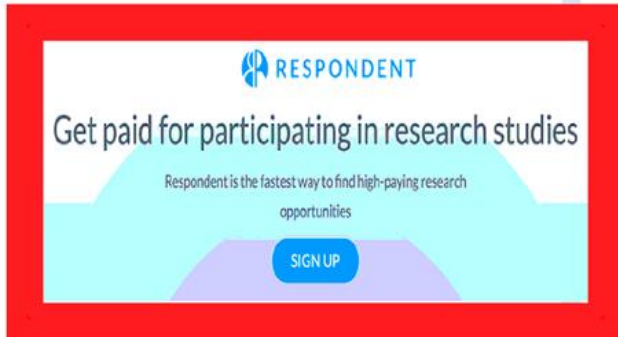 RESPONDENT
Get paid for participating in research studies
Respondent is the fastest way to find high-paying research
opportunities
SIGN UP